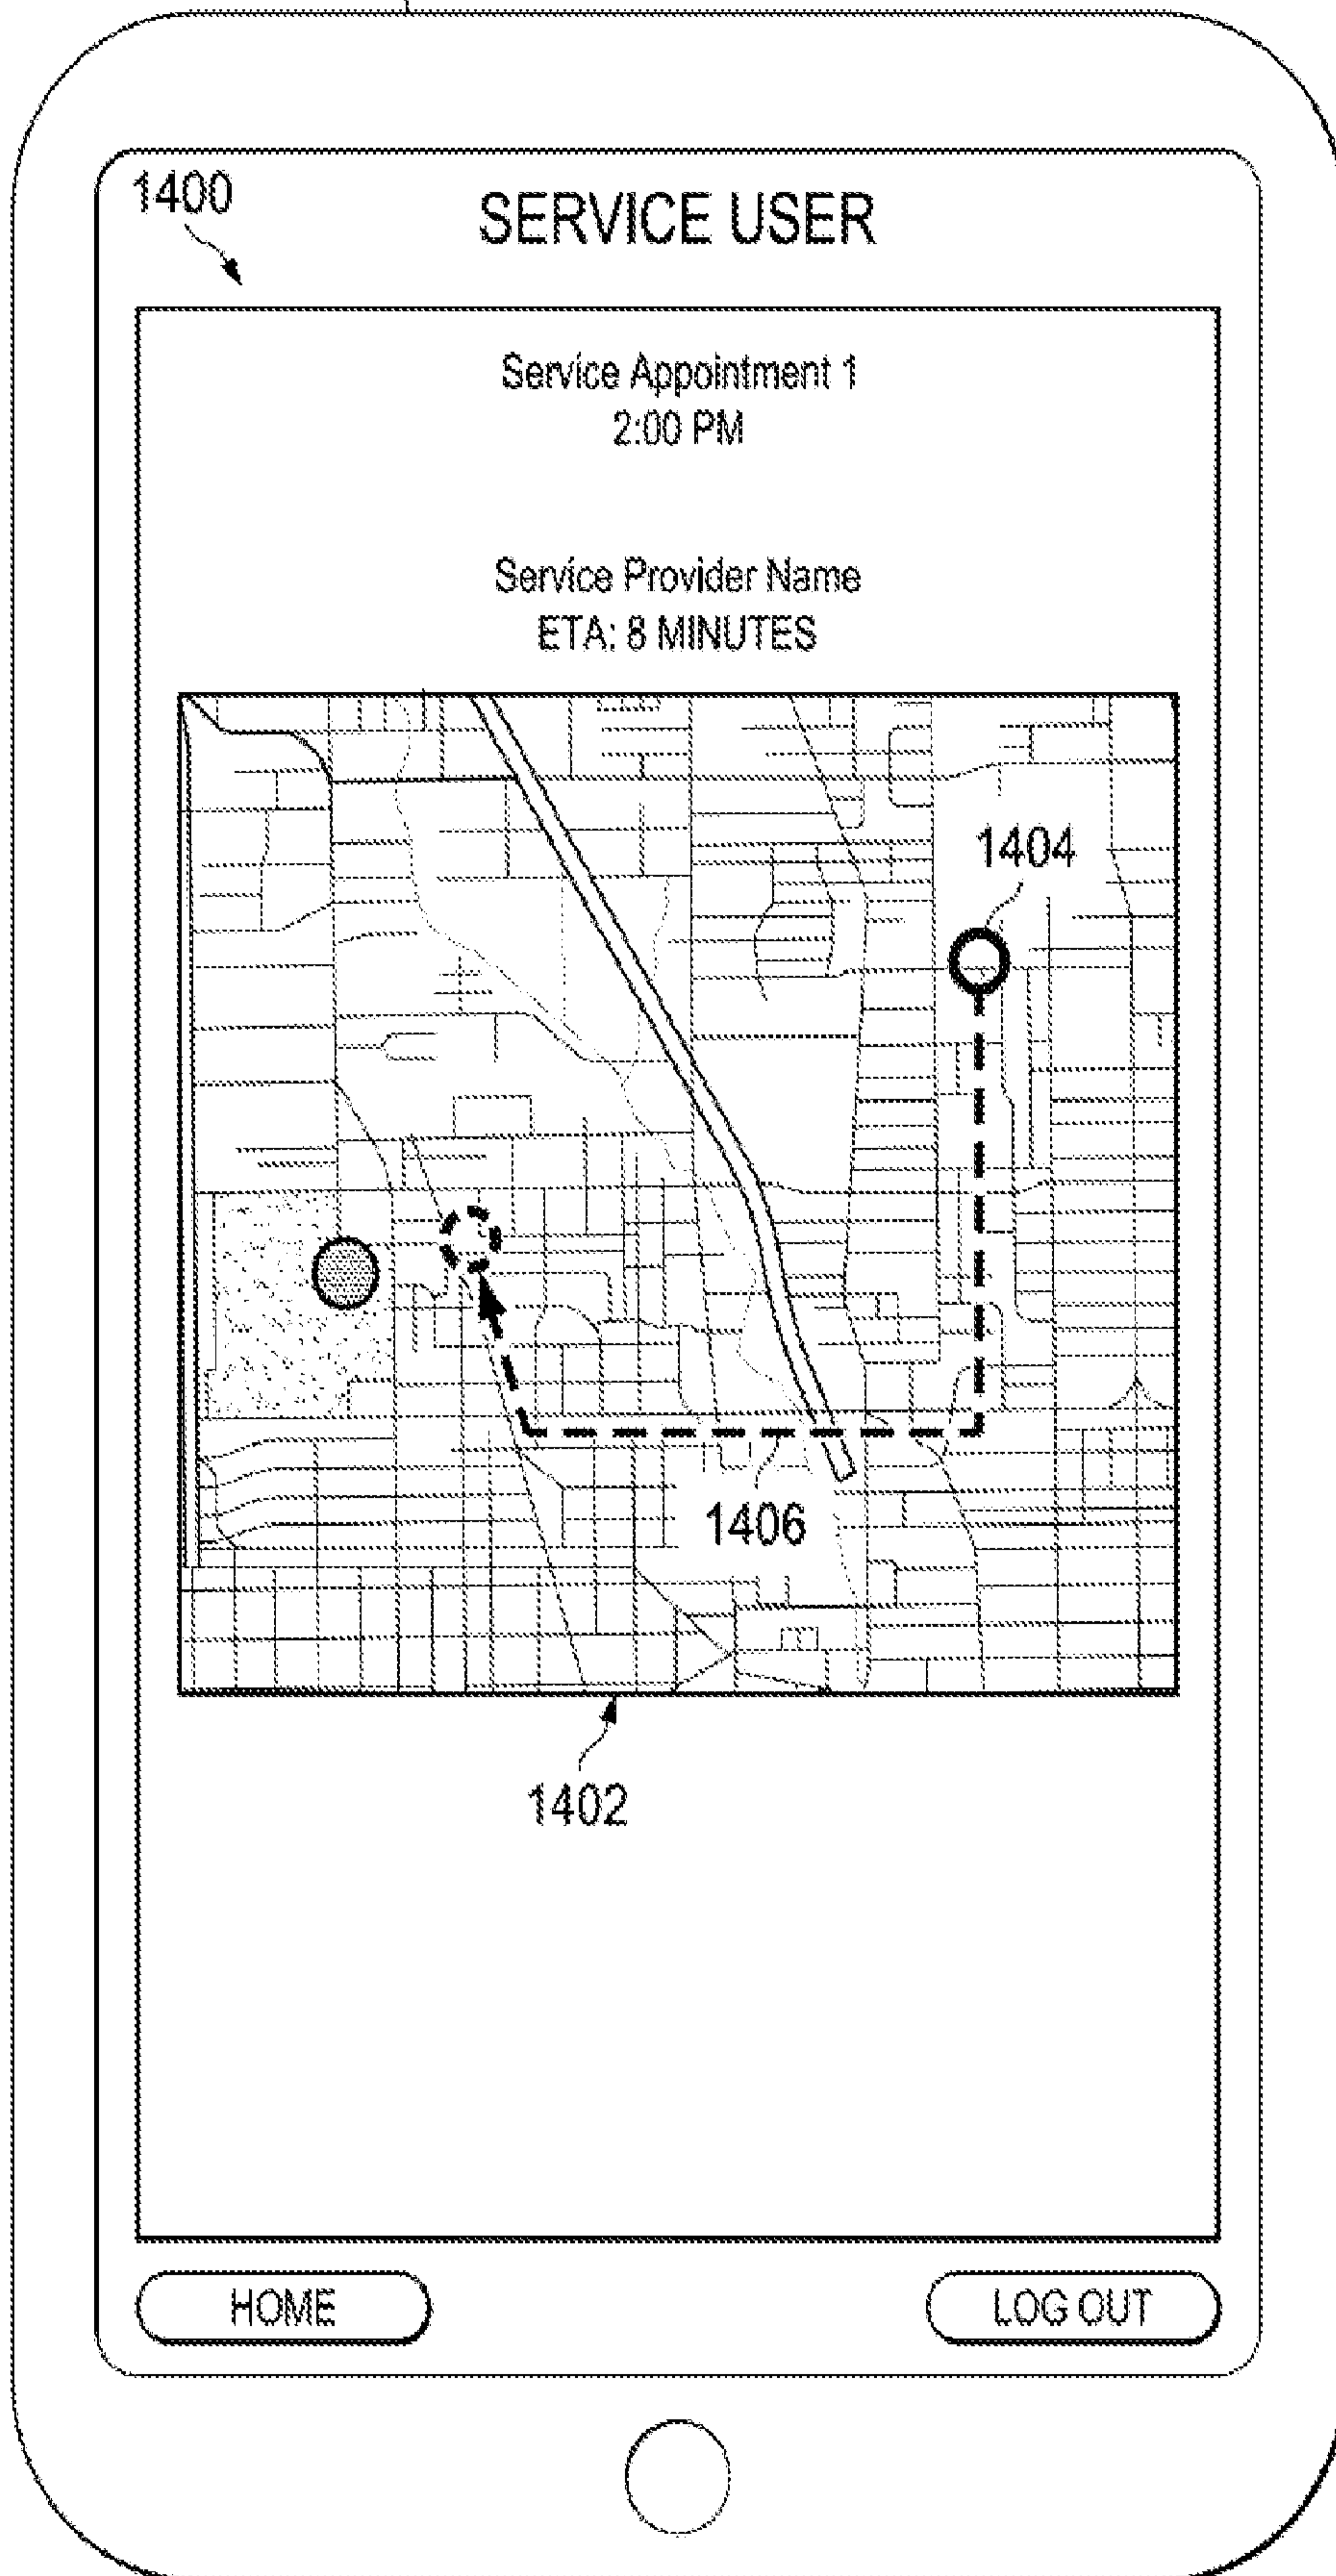 1400
SERVICE USER
Service Appointment 1
2:00 PM
Service Provider Name
ETA: 8 MINUTES
1404
1406
1402
HOME
LOG OUT